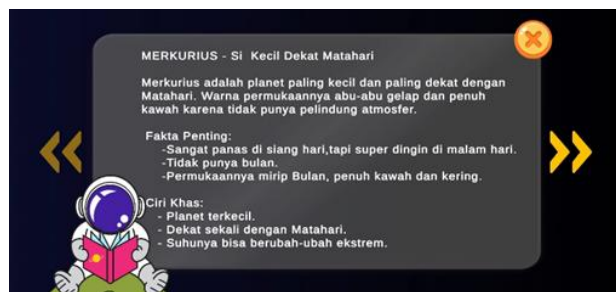 MERKURIUS - Si Kecil Dekat Matahari
Merkurius adalah planet paling kecil dan paling dekat dengan
Matahari. Warna permukaannya abu-abu gelap dan penuh
kawah karena tidak punya pelindung atmosfer.
Fakta Penting:
-Sangat panas di siang hari,tapi super dingin di malam hari.
-Tidak punya bulan.
-Permukaannya mirip Bulan, penuh kawah dan kering.
Ciri Khas:
- Planet terkecil.
- Dekat sekali dengan Matahari.
- Suhunya bisa berubah-ubah ekstrem.